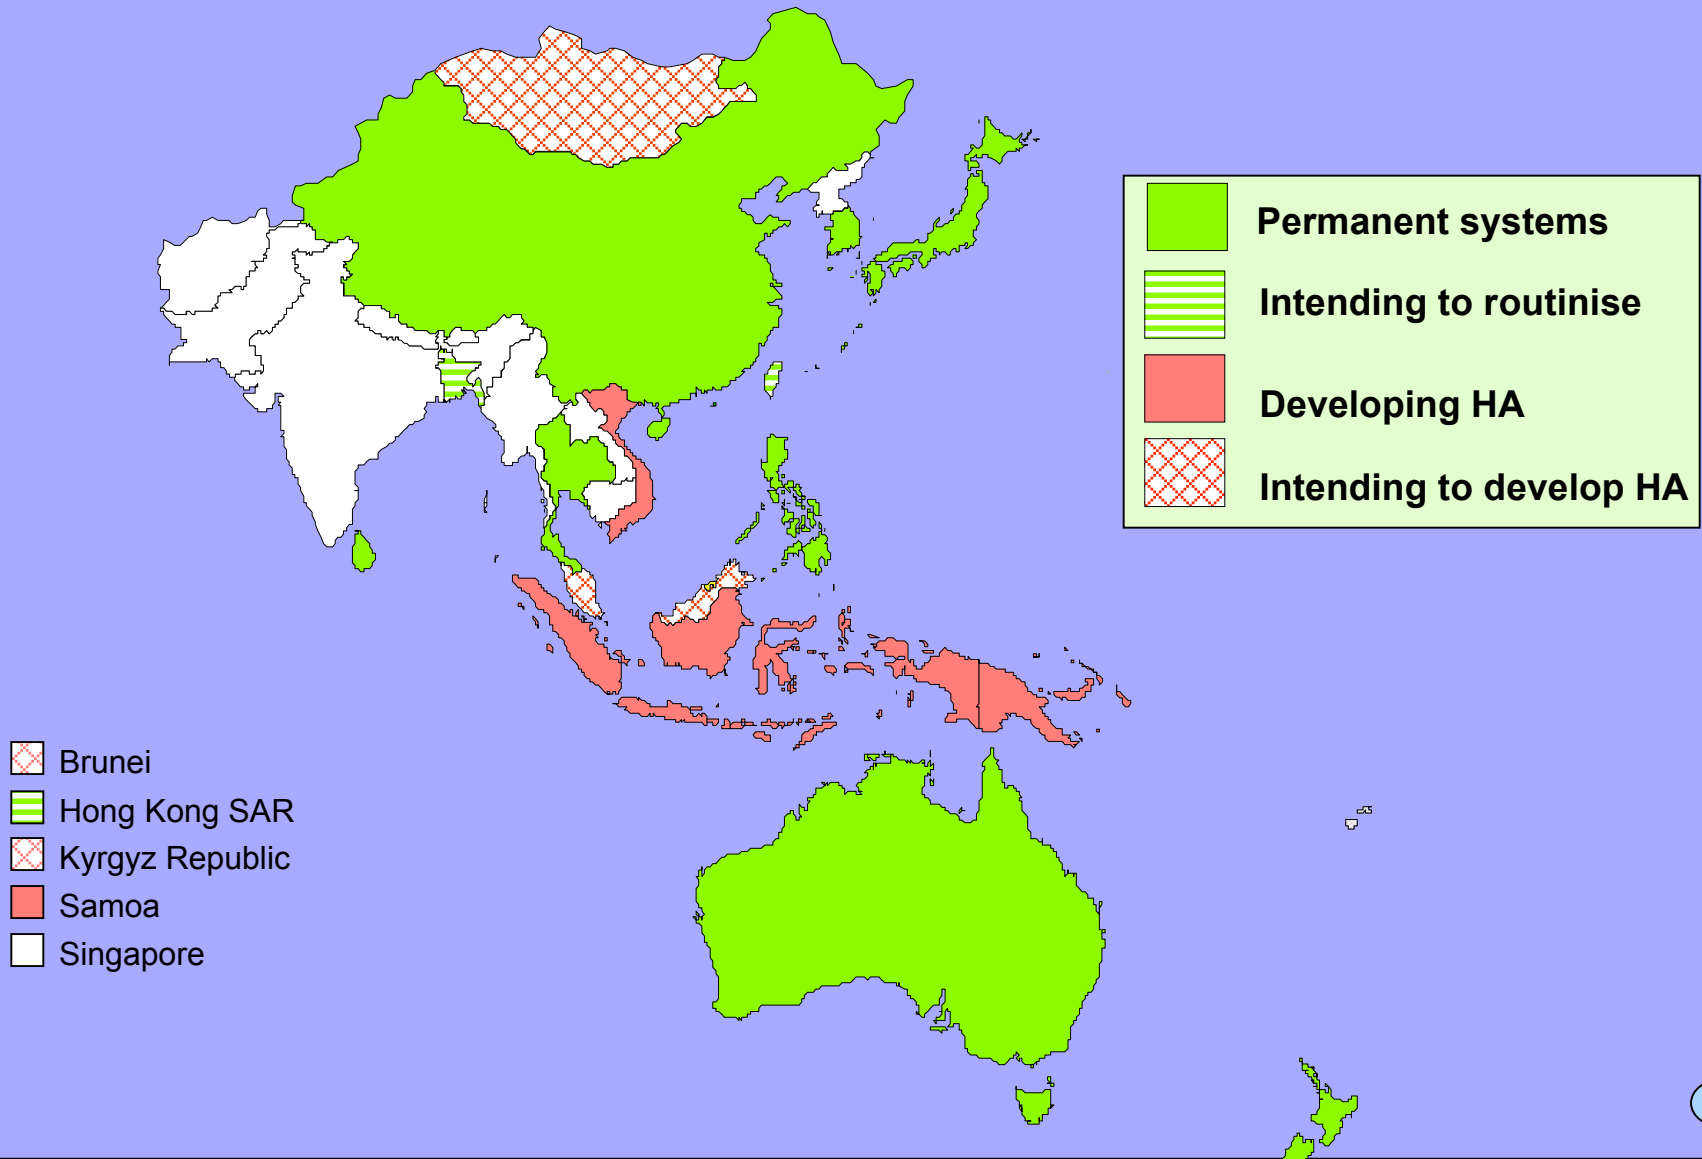 Permanent systems
Intending to routinise
Developing HA
Intending to develop HA
Brunei
Hong Kong SAR
Kyrgyz Republic
Samoa
Singapore